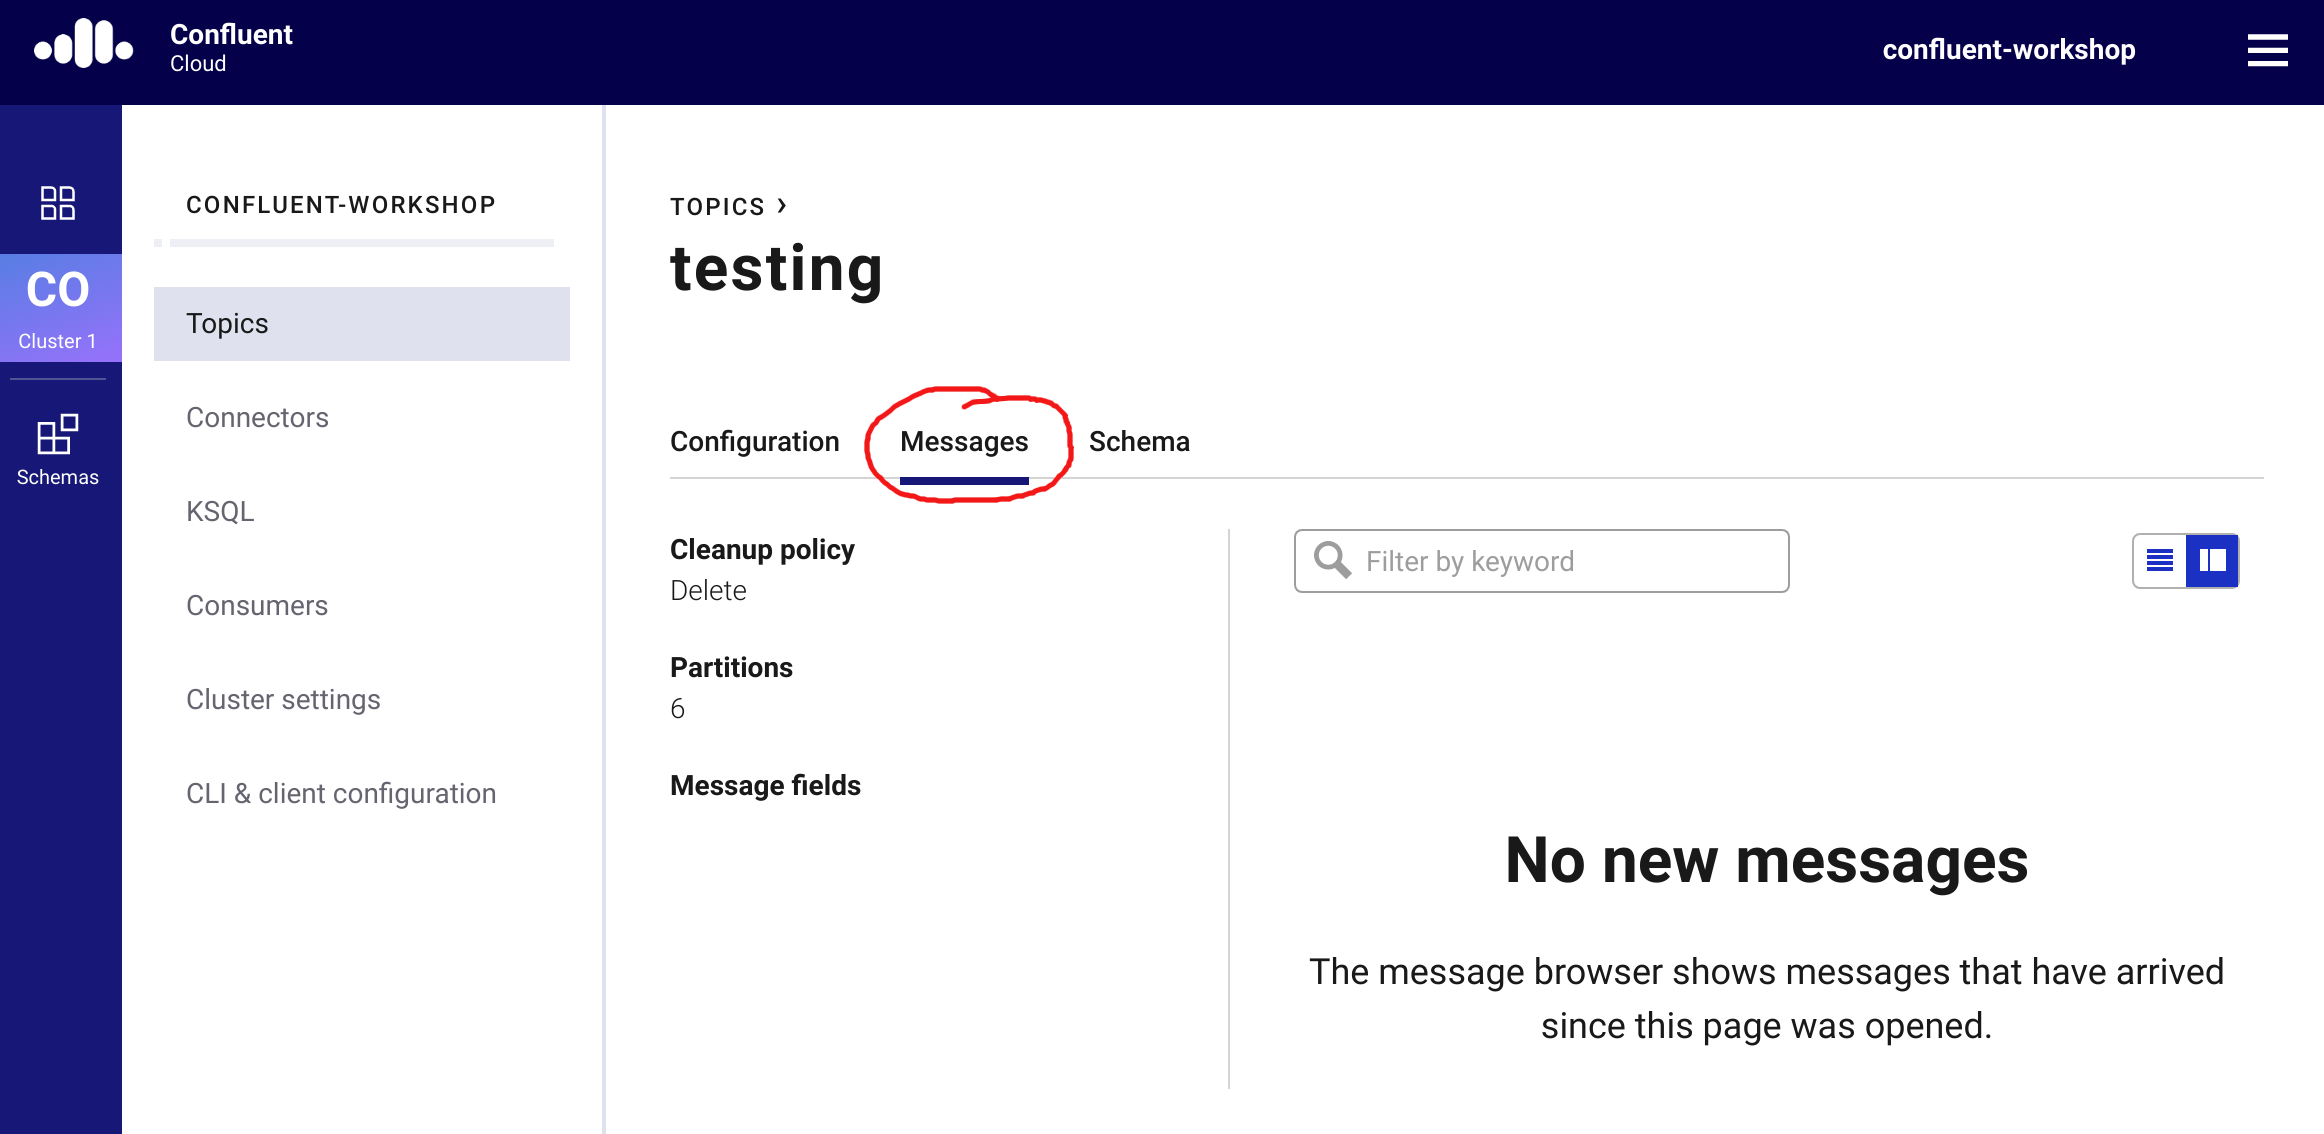 Confluent
Cloud
confluent-workshop
CO
Cluster 1
Schemas
CONFLUENT-WORKSHOP
Topics
Connectors
KSQL
Consumers
Cluster settings
CLI & client configuration
TOPICS ›
testing
Configuration Messages Schema
Cleanup policy
Delete
Partitions
6
Message fields
Filter by keyword
No new messages
The message browser shows messages that have arrived
since this page was opened.